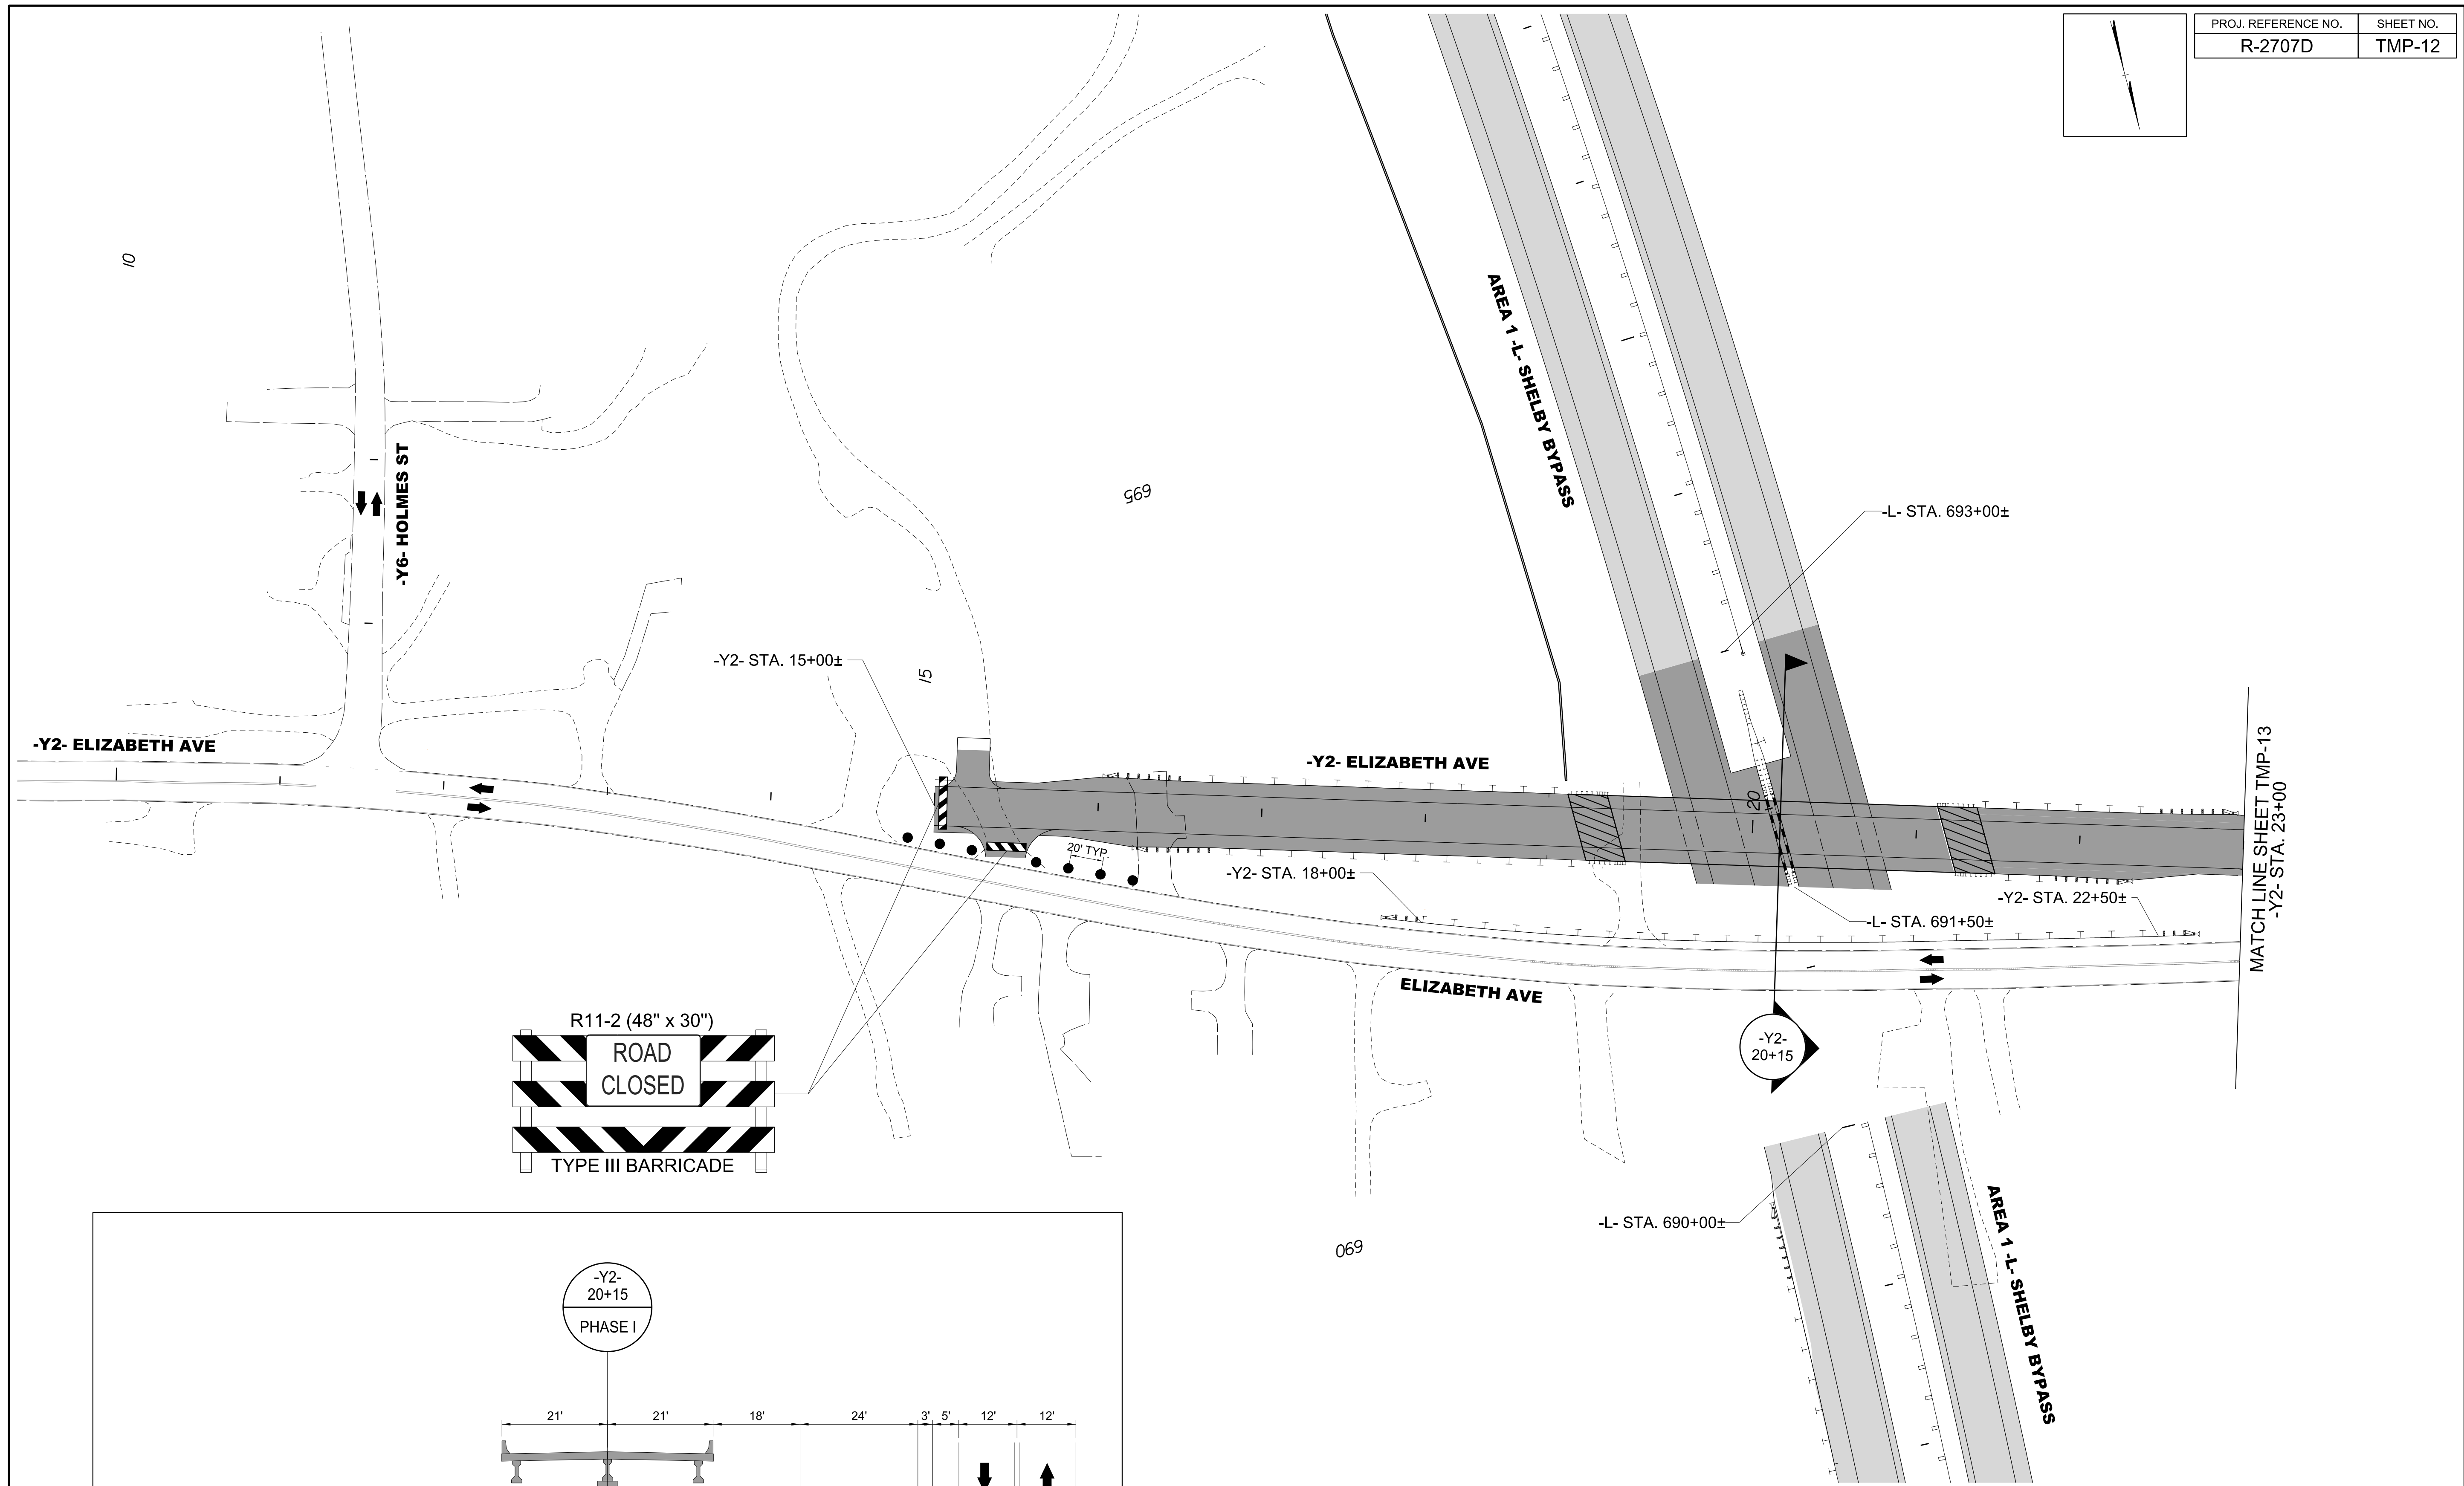 PROJ. REFERENCE NO.
SHEET NO.
R-2707D
TMP-12
10
AREA 1 -L- SHELBY BYPASS
-Y6- HOLMES ST
695
-L- STA. 693+00±
-Y2- STA. 15+00±
15
-Y2- ELIZABETH AVE
-Y2- ELIZABETH AVE
20
MATCH LINE SHEET TMP-13
-Y2- STA. 23+00
20' TYP.
-Y2- STA. 18+00±
-Y2- STA. 22+50±
-L- STA. 691+50±
ELIZABETH AVE
R11-2 (48" x 30")
ROAD
CLOSED
TYPE III BARRICADE
-Y2-
20+15
-L- STA. 690+00±
690
AREA 1 -L- SHELBY BYPASS
-Y2-
20+15
PHASE I
21'
21'
18'
24'
3'
5'
12'
12'